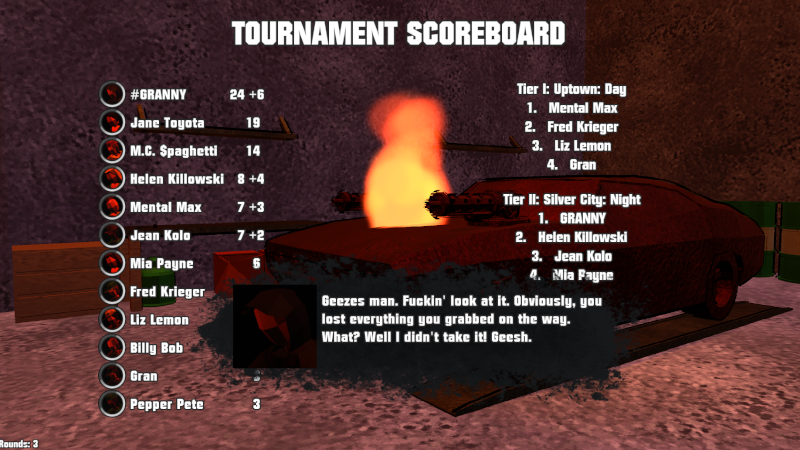 TOURNAMENT SCOREBOARD
#GRANNY 24 +6
Jane Toyota 19
M.C. $paghetti 14
Helen Killowski 8 +4
Mental Max 7 +3
Jean Kolo 7 +2
Mia Payne 6
Fred Krieger
Liz Lemon
Billy Bob
Gran
Pepper Pete 3
Tier I: Uptown: Day
1. Mental Max
2. Fred Krieger
3. Liz Lemon
4. Gran
Tier II: Silver City: Night
1. GRANNY
2. Helen Killowski
3. Jean Kolo
4. Mia Payne
Geezes man. Fuckin' look at it. Obviously, you
lost everything you grabbed on the way.
What? Well I didn't take it! Geesh.
Rounds: 3